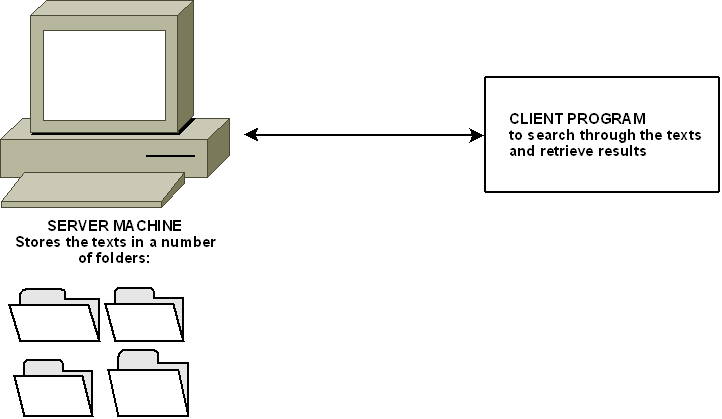 CLIENT PROGRAM
to search through the texts
and retrieve results
SERVER MACHINE
Stores the texts in a number
of folders: